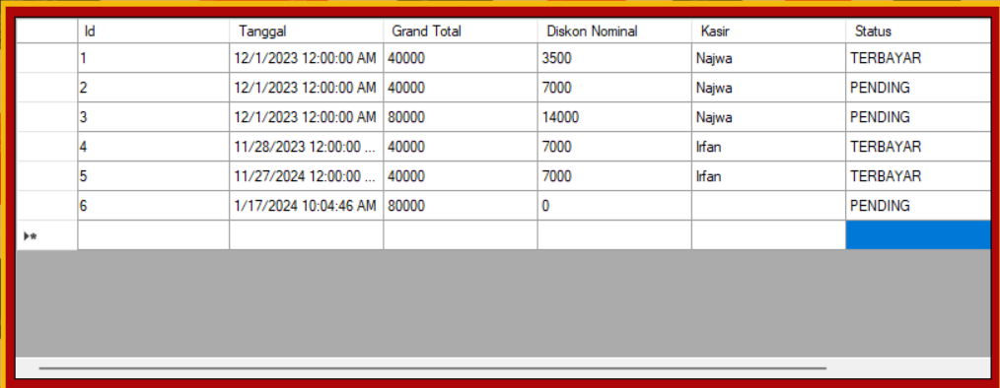 Id Tanggal Grand Total Diskon Nominal Kasir Status
1 12/1/2023 12:00:00 AM 40000 3500 Najwa TERBAYAR
2 12/1/2023 12:00:00 AM 40000 7000 Najwa PENDING
3 12/1/2023 12:00:00 AM 80000 14000 Najwa PENDING
4 11/28/2023 12:00:00 ... 40000 7000 Irfan TERBAYAR
5 11/27/2024 12:00:00 ... 40000 7000 Irfan TERBAYAR
6 1/17/2024 10:04:46 AM 80000 0 PENDING